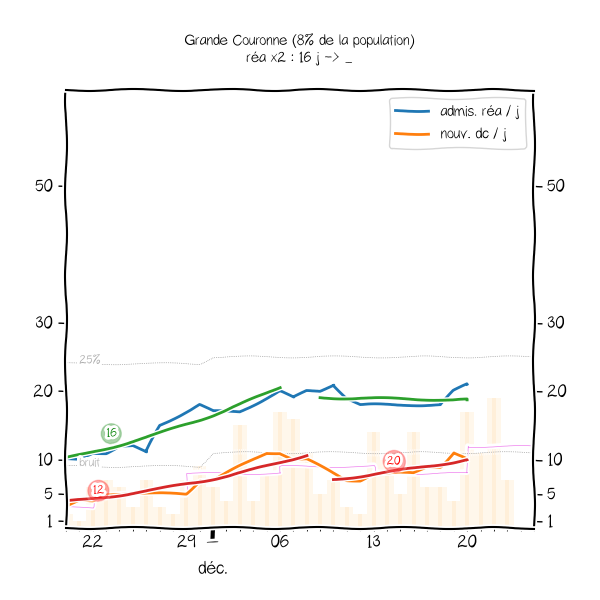 Grande Couronne (8% de la population)
réa x2 : 16 j -> _
admis. réa / j
nouv. dc / j
50 50
30 30
25%
20 20
16
10 bruit 20 10
12
5 5
1 1
22 29 06 13 20
déc.